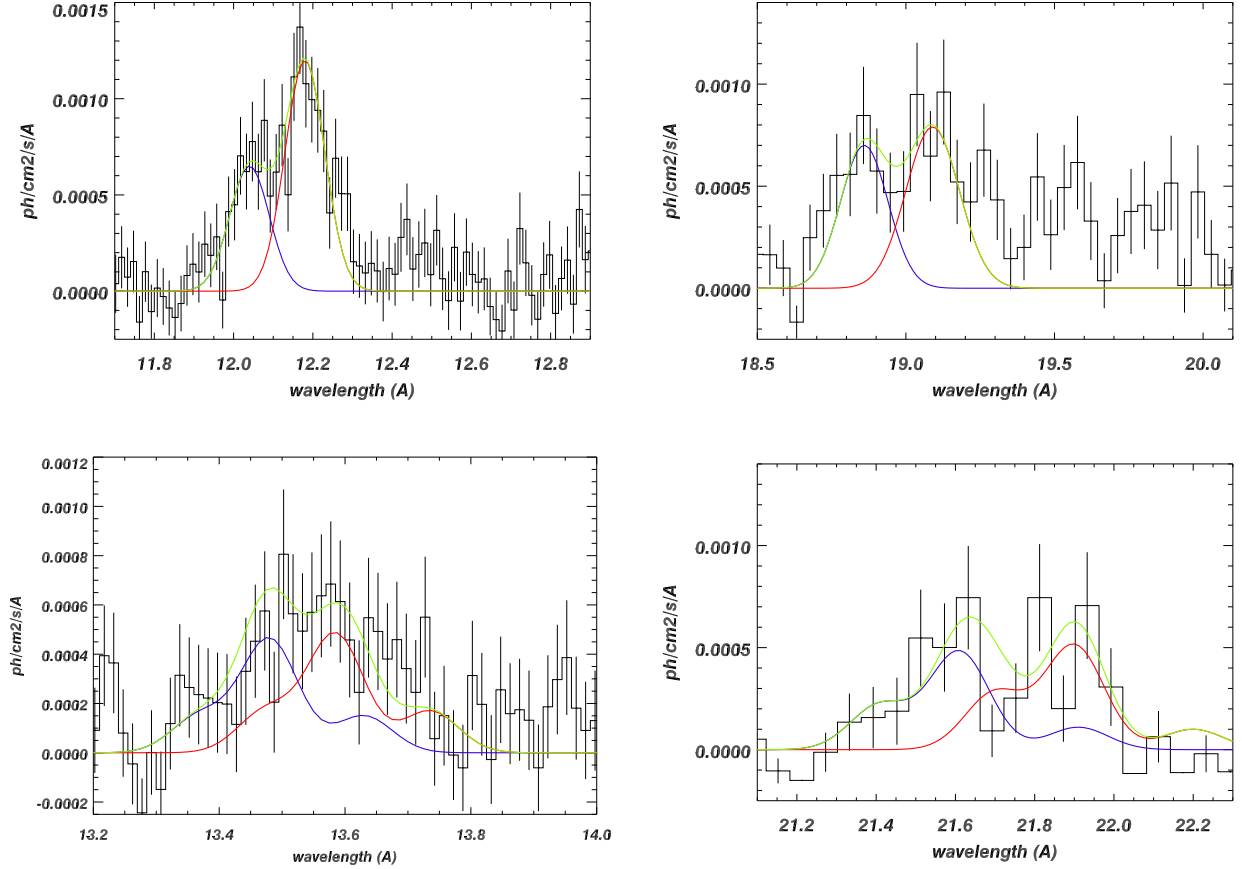 0.0015
0.0010
0.0005
0.0000
ph/cm2/s/A
11.8 12.0 12.2 12.4 12.6 12.8
wavelength (A)
0.0010
0.0005
0.0000
ph/cm2/s/A
18.5 19.0 19.5 20.0
wavelength (A)
0.0012
0.0010
0.0008
0.0006
0.0004
0.0002
0.0000
-0.0002
ph/cm2/s/A
13.2 13.4 13.6 13.8 14.0
wavelength (A)
0.0010
0.0005
0.0000
ph/cm2/s/A
21.2 21.4 21.6 21.8 22.0 22.2
wavelength (A)